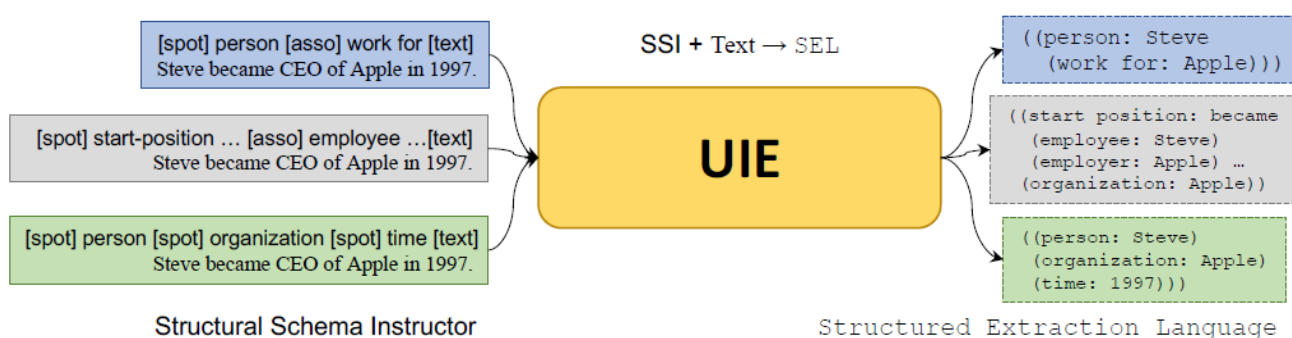 [spot] person [asso] work for [text]
Steve became CEO of Apple in 1997.
[spot] start-position … [asso] employee …[text]
Steve became CEO of Apple in 1997.
[spot] person [spot] organization [spot] time [text]
Steve became CEO of Apple in 1997.
Structural Schema Instructor
SSI + Text → SEL
UIE
((person: Steve
(work for: Apple)))
((start position: became
(employee: Steve)
(employer: Apple) …
(organization: Apple))
((person: Steve)
(organization: Apple)
(time: 1997)))
Structured Extraction Language